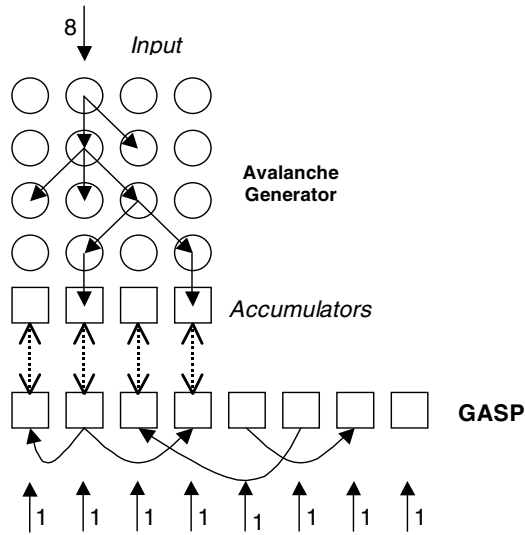 8
Input
Avalanche
Generator
Accumulators
GASP
1 1 1 1 1 1 1 1